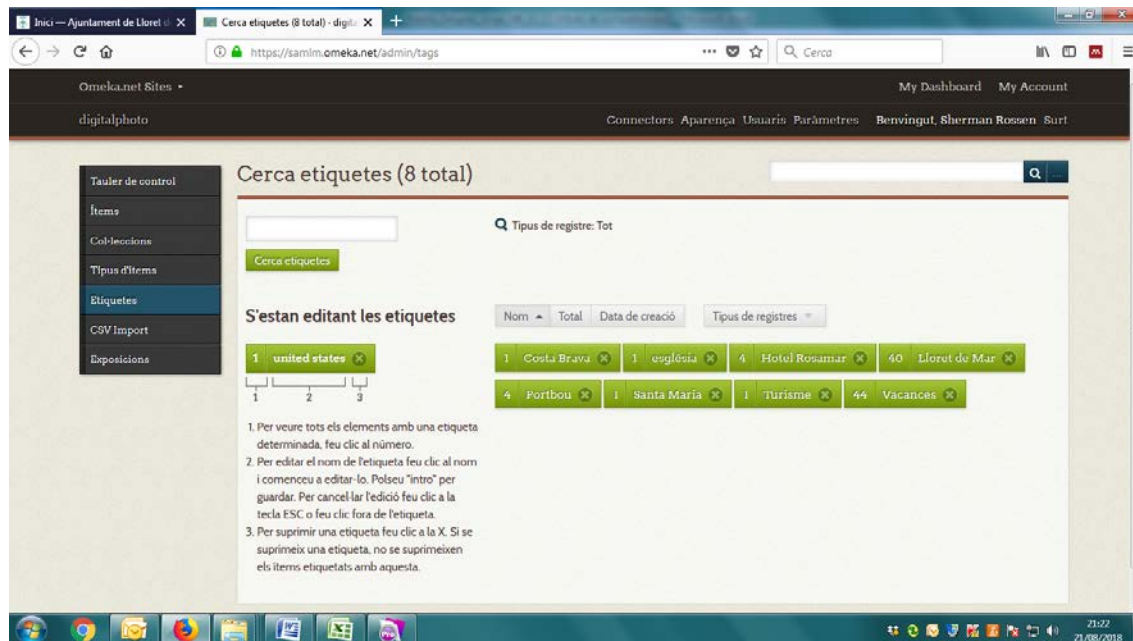 Inici — Ajuntament de Lloret d
Cerca etiquetes (8 total) - digita
https://samlm.omeka.net/admin/tags
Cerca
Omeka.net Sites
My Dashboard My Account
digitalphoto
Connectors Aparença Usuaris Paràmetres Benvingut, Sherman Rossen Surt
Tauler de control
Ítems
Col·leccions
Tipus d'ítems
Etiquetes
CSV Import
Exposicions
Cerca etiquetes (8 total)
Cerca etiquetes
Tipus de registre: Tot
S'estan editant les etiquetes
1 united states
1 2 3
1. Per veure tots els elements amb una etiqueta
determinada, feu clic al número.
2. Per editar el nom de l'etiqueta feu clic al nom
i comenceu a editar-lo. Polseu "intro" per
guardar. Per cancel·lar l'edició feu clic a la
tecla ESC o feu clic fora de l'etiqueta.
3. Per suprimir una etiqueta feu clic a la X. Si se
suprimeix una etiqueta, no se suprimeixen
els ítems etiquetats amb aquesta.
Nom Total Data de creació Tipus de registres
1 Costa Brava 1 església 4 Hotel Rosamar 40 Lloret de Mar
4 Portbou 1 Santa Maria 1 Turisme 44 Vacances
21:22
21/08/2018